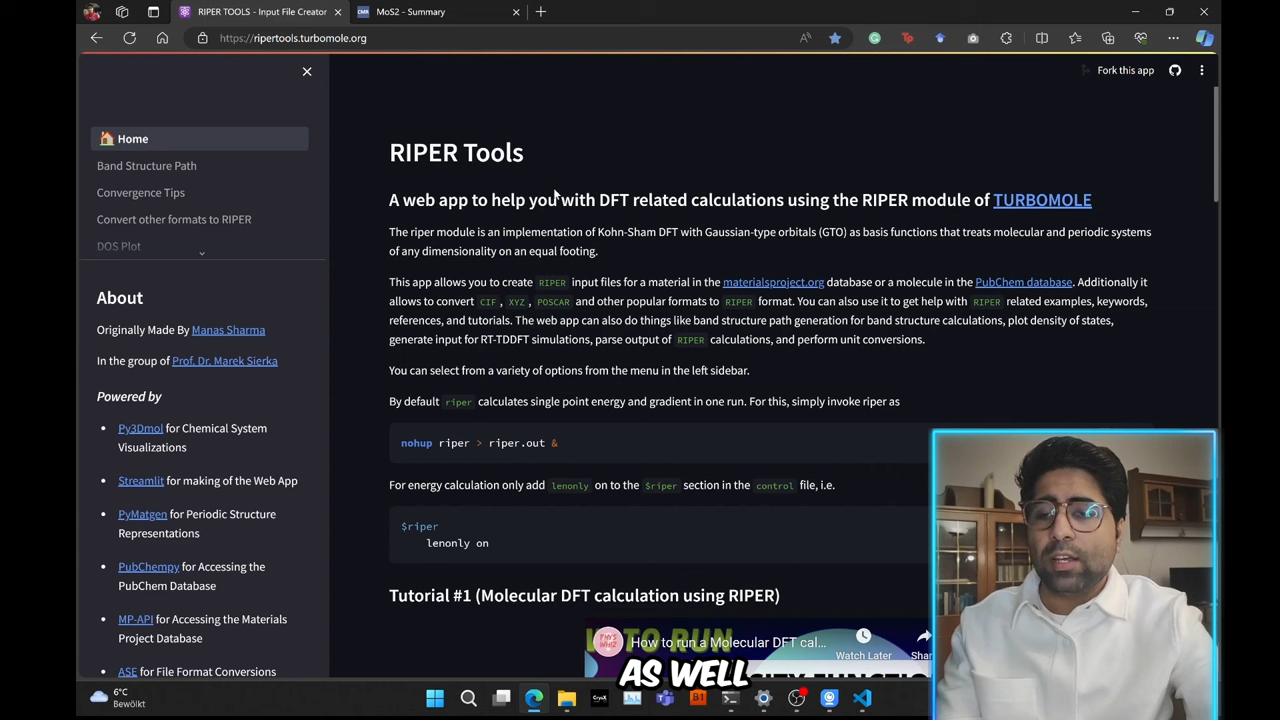 RIPER TOOLS - Input File Creator
MoS2 - Summary
https://ripertools.turbomole.org
Fork this app
Home
Band Structure Path
Convergence Tips
Convert other formats to RIPER
DOS Plot
About
Originally Made By Manas Sharma
In the group of Prof. Dr. Marek Sierka
Powered by
Py3Dmol for Chemical System
Visualizations
Streamlit for making of the Web App
PyMatgen for Periodic Structure
Representations
PubChempy for Accessing the
PubChem Database
MP-API for Accessing the Materials
Project Database
ASE for File Format Conversions
RIPER Tools
A web app to help you with DFT related calculations using the RIPER module of TURBOMOLE
The riper module is an implementation of Kohn-Sham DFT with Gaussian-type orbitals (GTO) as basis functions that treats molecular and periodic systems
of any dimensionality on an equal footing.
This app allows you to create RIPER input files for a material in the materialsproject.org database or a molecule in the PubChem database. Additionally it
allows to convert CIF, XYZ, POSCAR and other popular formats to RIPER format. You can also use it to get help with RIPER related examples, keywords,
references, and tutorials. The web app can also do things like band structure path generation for band structure calculations, plot density of states,
generate input for RT-TDDFT simulations, parse output of RIPER calculations, and perform unit conversions.
You can select from a variety of options from the menu in the left sidebar.
By default riper calculates single point energy and gradient in one run. For this, simply invoke riper as
nohup riper > riper.out &
For energy calculation only add lenonly on to the $riper section in the control file, i.e.
$riper
lenonly on
Tutorial #1 (Molecular DFT calculation using RIPER)
How to run a Molecular DFT cal...
Watch Later
Shar
AS WELL
6°C
Bewölkt